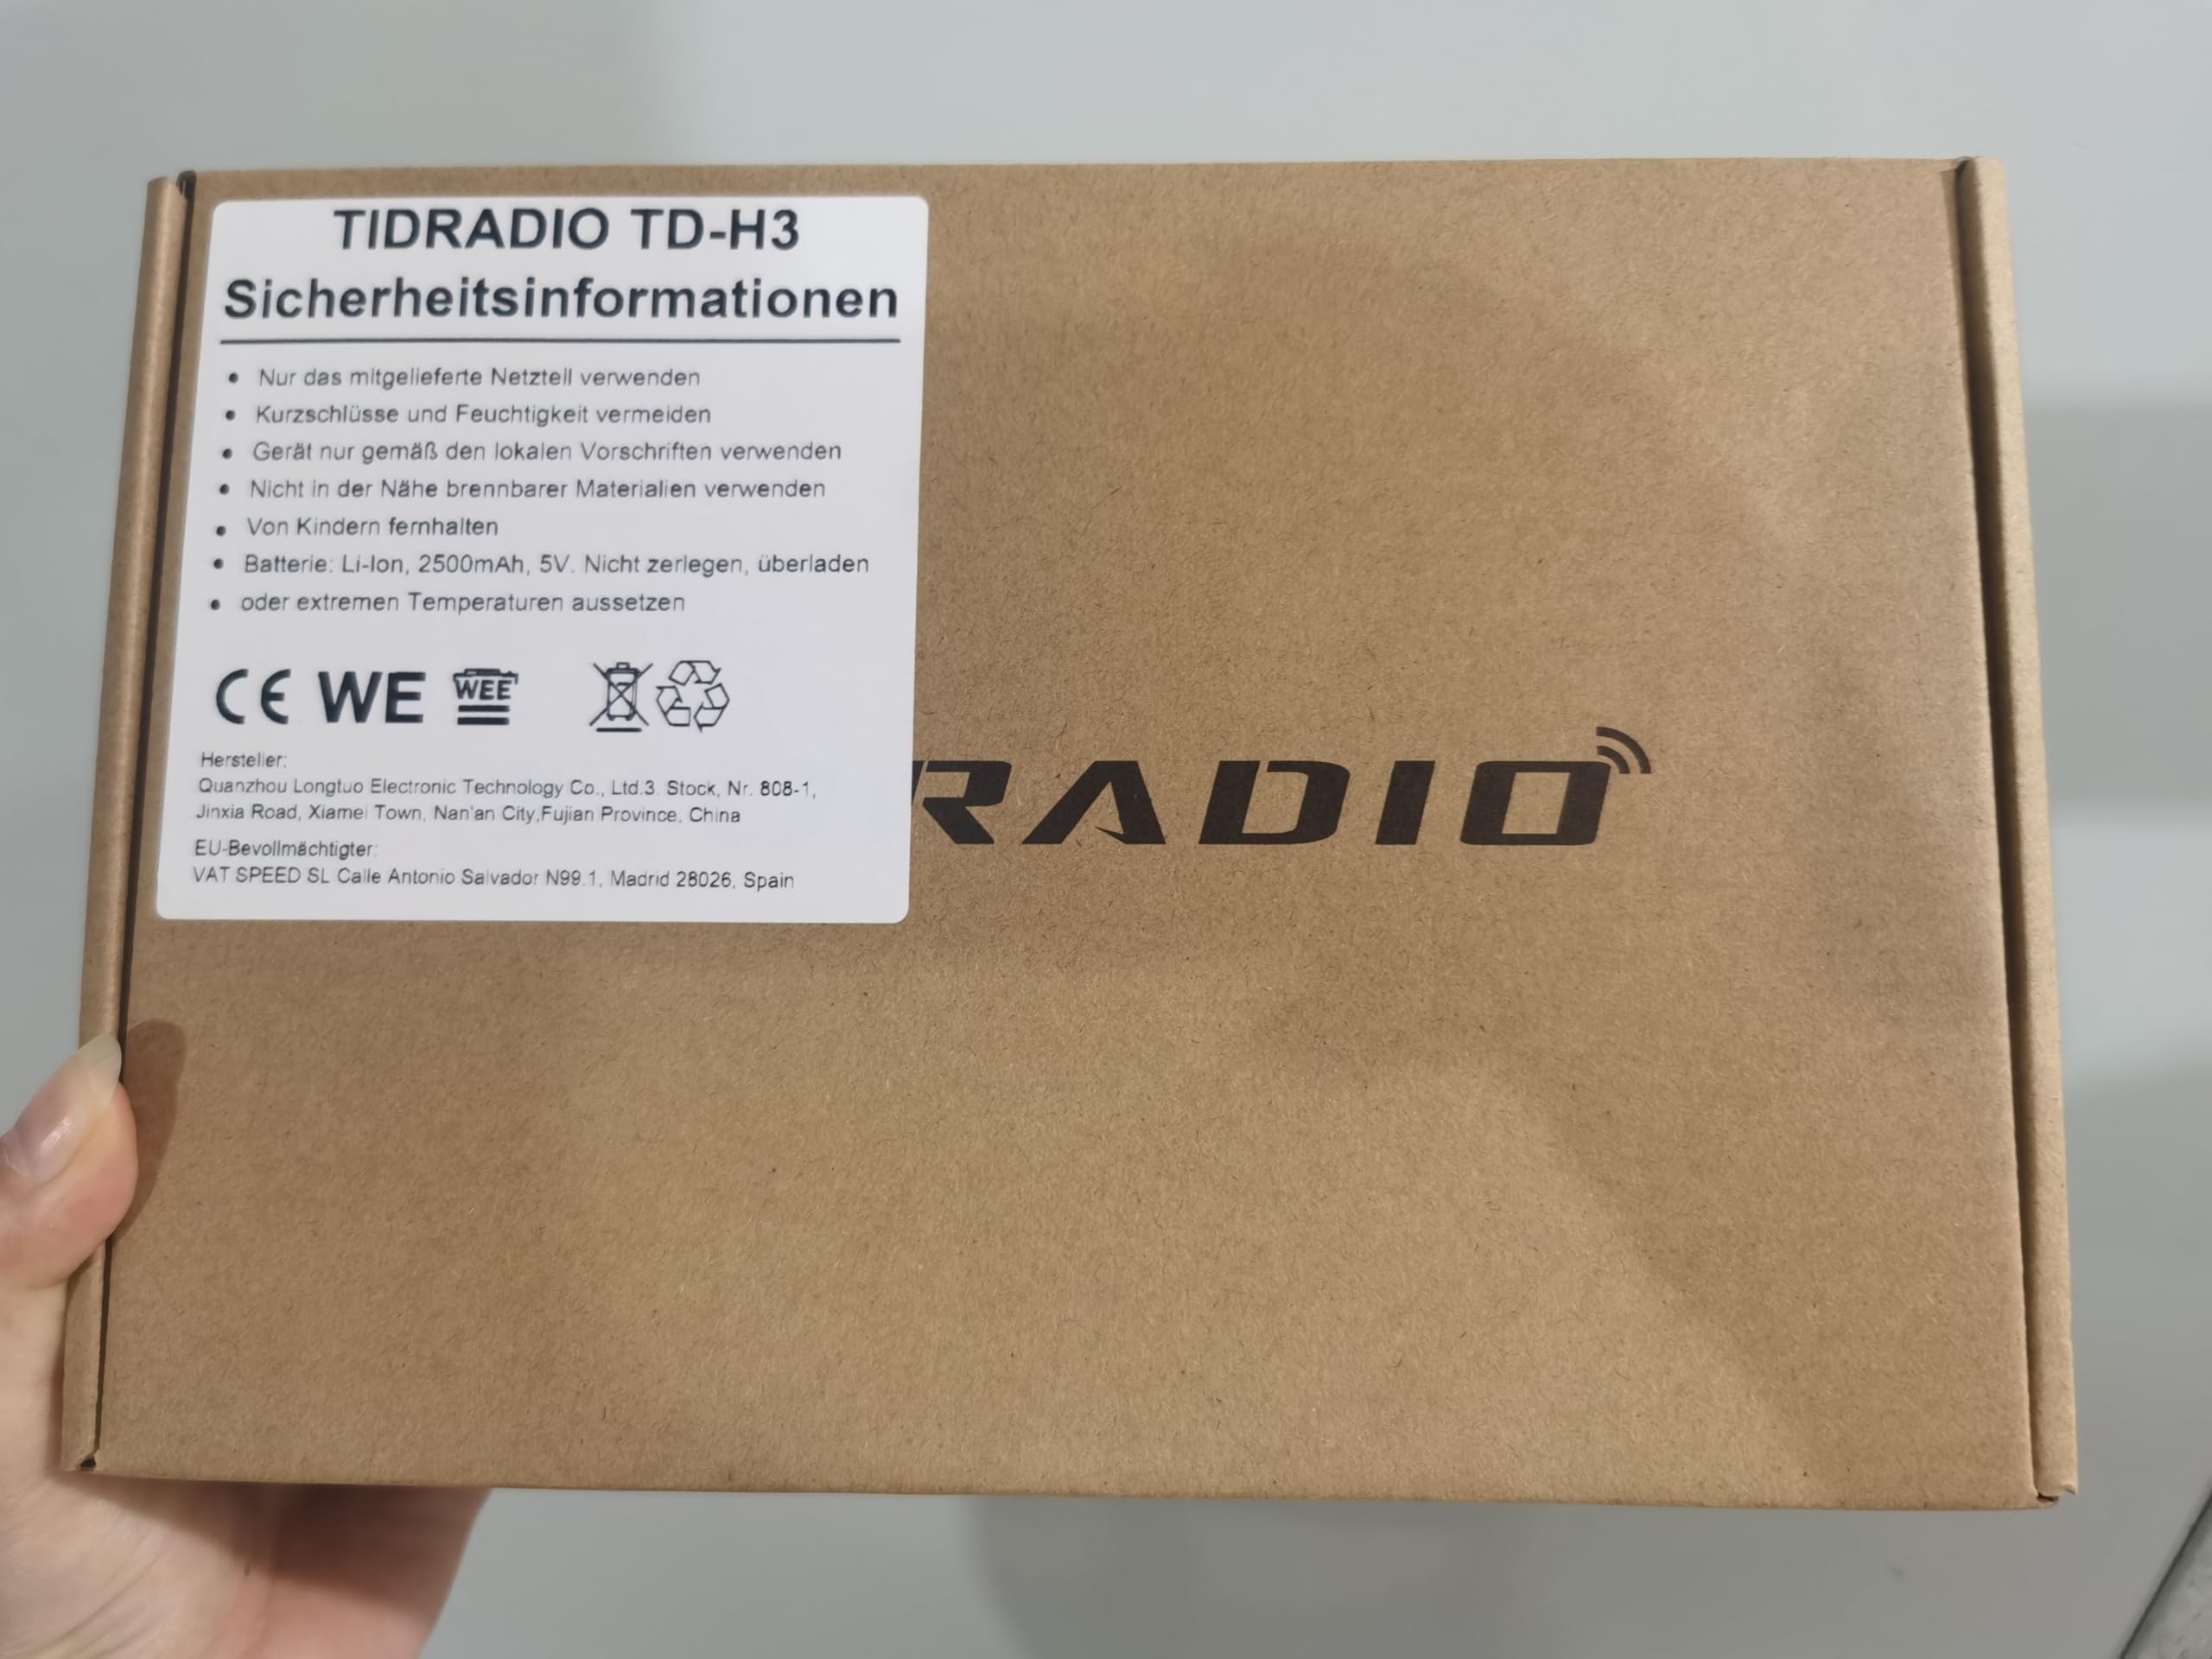 TIDRADIO TD-H3
Sicherheitsinformationen
• Nur das mitgelieferte Netzteil verwenden
• Kurzschlüsse und Feuchtigkeit vermeiden
• Gerät nur gemäß den lokalen Vorschriften verwenden
• Nicht in der Nähe brennbarer Materialien verwenden
• Von Kindern fernhalten
• Batterie: Li-Ion, 2500mAh, 5V. Nicht zerlegen, überladen
• oder extremen Temperaturen aussetzen
CE WE WEE
Hersteller:
Quanzhou Longtuo Electronic Technology Co., Ltd.3. Stock, Nr. 808-1,
Jinxia Road, Xiamei Town, Nan'an City,Fujian Province, China
EU-Bevollmächtigter:
VAT SPEED SL Calle Antonio Salvador N99.1, Madrid 28026, Spain
RADIO